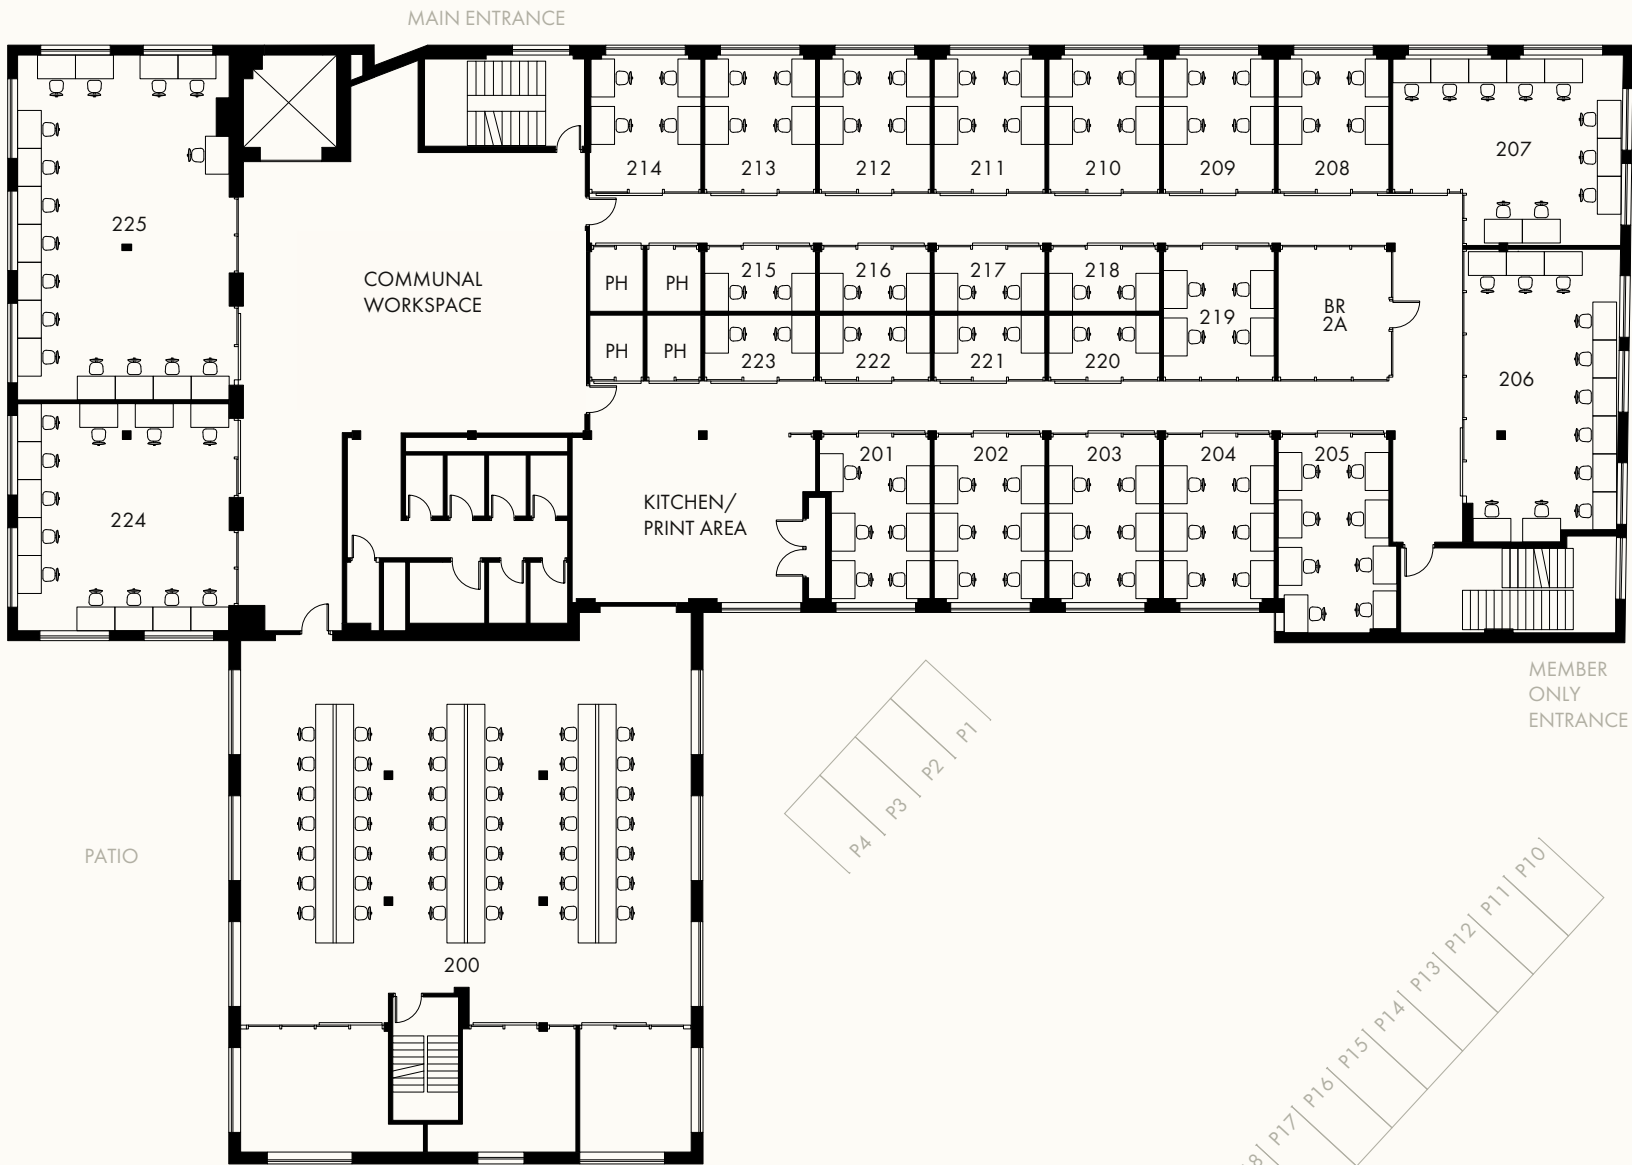 MAIN ENTRANCE
214
213
212
211
210
209
208
207
225
COMMUNAL
WORKSPACE
PH
PH
215
216
217
218
219
BR
2A
PH
PH
223
222
221
220
206
224
KITCHEN/
PRINT AREA
201
202
203
204
205
MEMBER
ONLY
ENTRANCE
P1
P2
P3
P4
PATIO
200
P10
P11
P12
P13
P14
P15
P16
P17